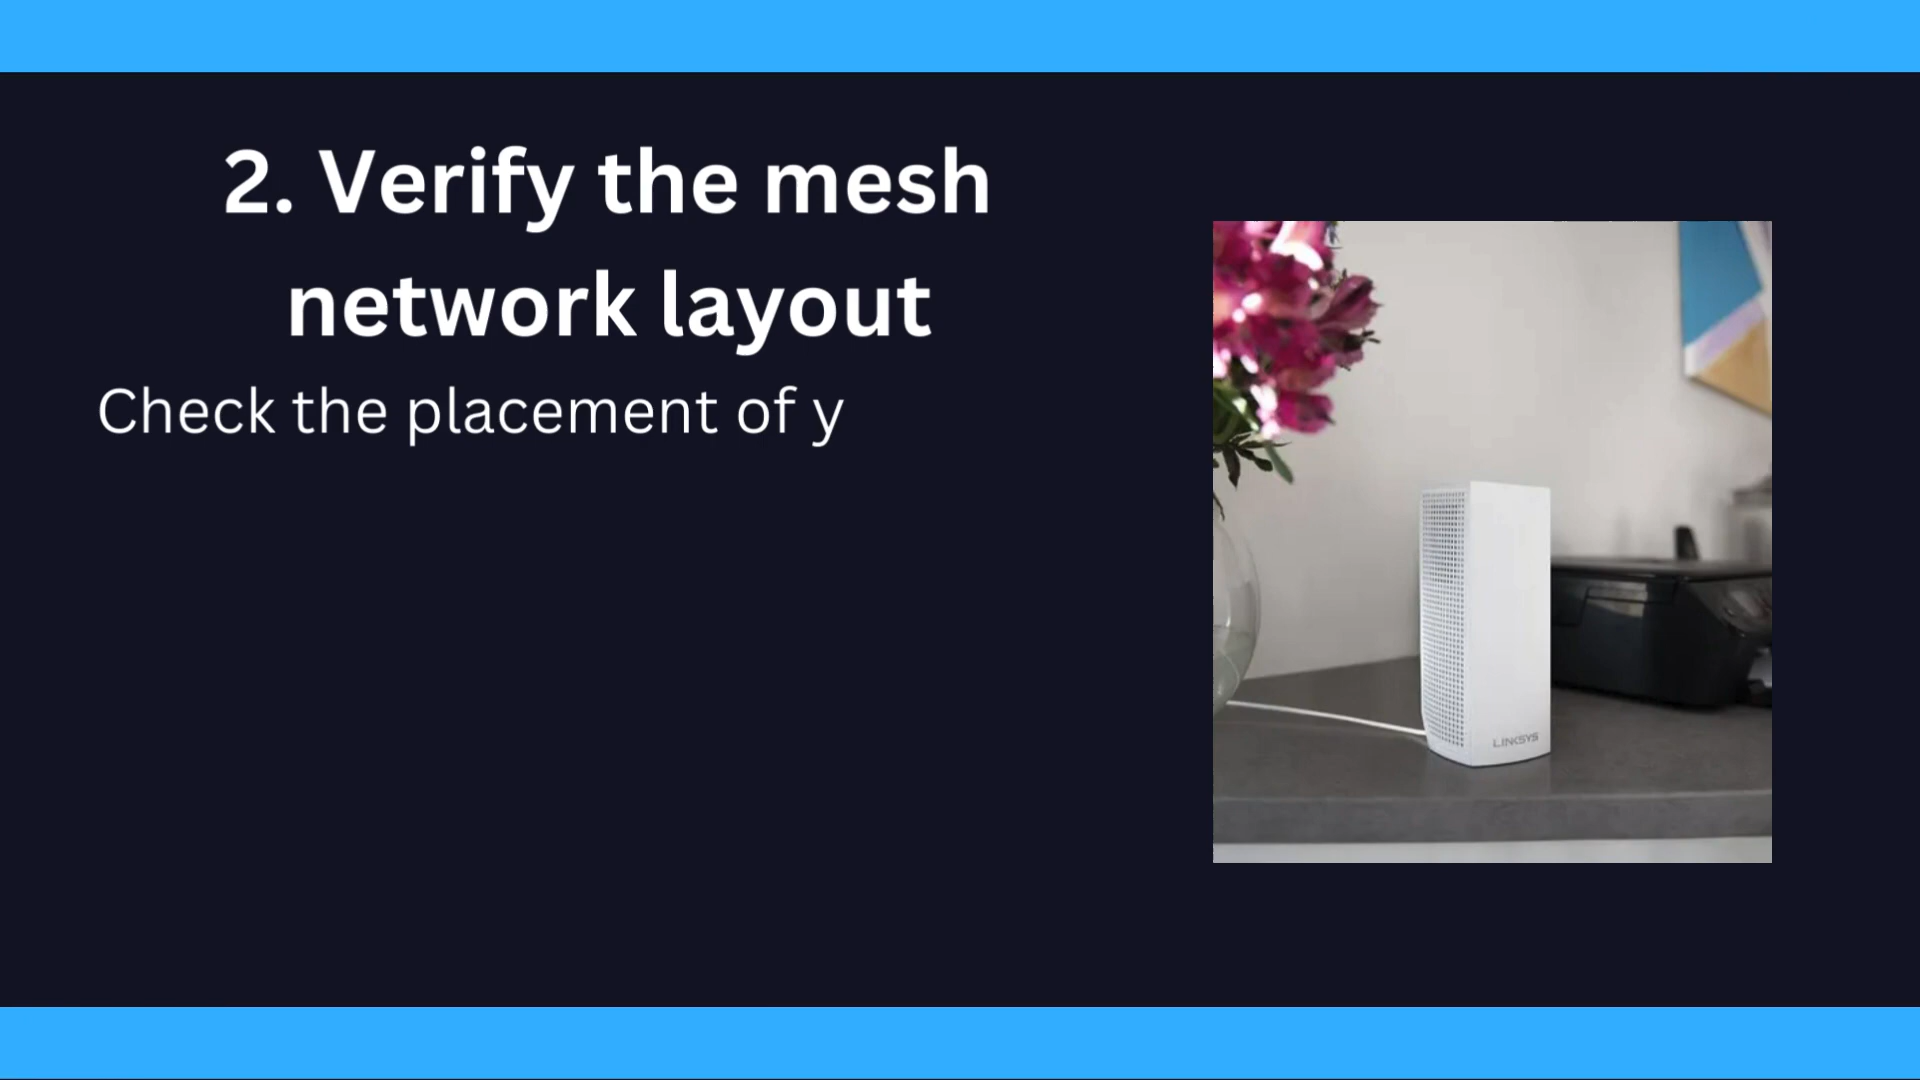 2. Verify the mesh
network layout
Check the placement of y
LINKSYS